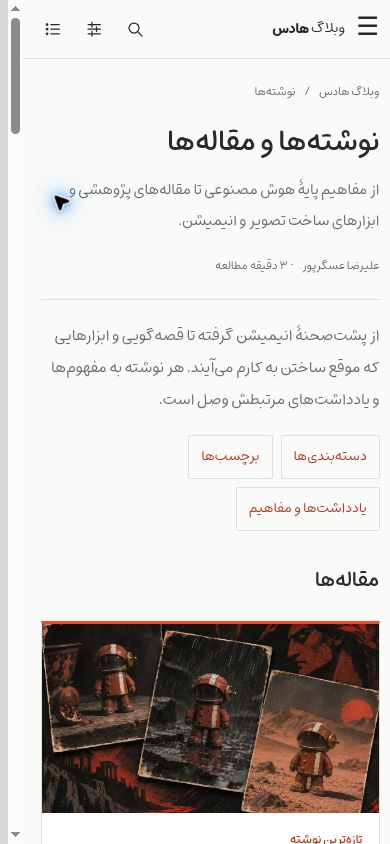 وبلاگ هادس
وبلاگ هادس / نوشته‌ها
نوشته‌ها و مقاله‌ها
از مفاهیم پایهٔ هوش مصنوعی تا مقاله‌های پژوهشی و
ابزارهای ساخت تصویر و انیمیشن.
علیرضا عسگرپور · ۳ دقیقه مطالعه
از پشت‌صحنهٔ انیمیشن گرفته تا قصه‌گویی و ابزارهایی
که موقع ساختن به کارم می‌آیند. هر نوشته به مفهوم‌ها
و یادداشت‌های مرتبطش وصل است.
دسته‌بندی‌ها
برچسب‌ها
یادداشت‌ها و مفاهیم
مقاله‌ها
تازه‌ترین نوشته